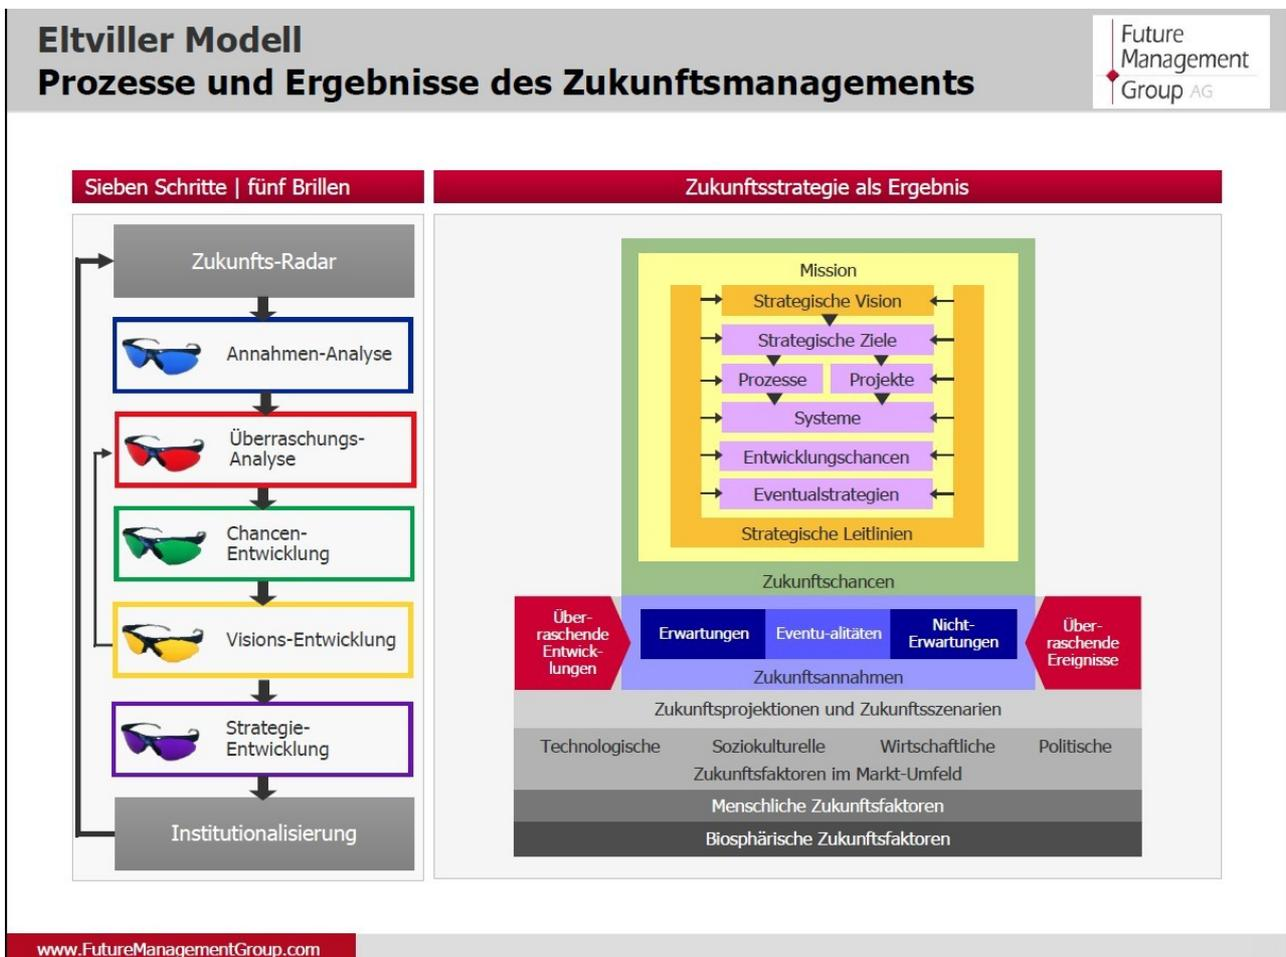 Eltviller Modell
Prozesse und Ergebnisse des Zukunftsmanagements
Future
Management
Group AG
Sieben Schritte | fünf Brillen
Zukunfts-Radar
Annahmen-Analyse
Überraschungs-
Analyse
Chancen-
Entwicklung
Visions-Entwicklung
Strategie-
Entwicklung
Institutionalisierung
Zukunftsstrategie als Ergebnis
Mission
Strategische Vision
Strategische Ziele
Prozesse Projekte
Systeme
Entwicklungschancen
Eventualstrategien
Strategische Leitlinien
Zukunftschancen
Über-
raschende
Entwick-
lungen
Erwartungen
Eventu-alitäten
Nicht-
Erwartungen
Über-
raschende
Ereignisse
Zukunftsannahmen
Zukunftsprojektionen und Zukunftsszenarien
Technologische Soziokulturelle Wirtschaftliche Politische
Zukunftsfaktoren im Markt-Umfeld
Menschliche Zukunftsfaktoren
Biosphärische Zukunftsfaktoren
www.FutureManagementGroup.com